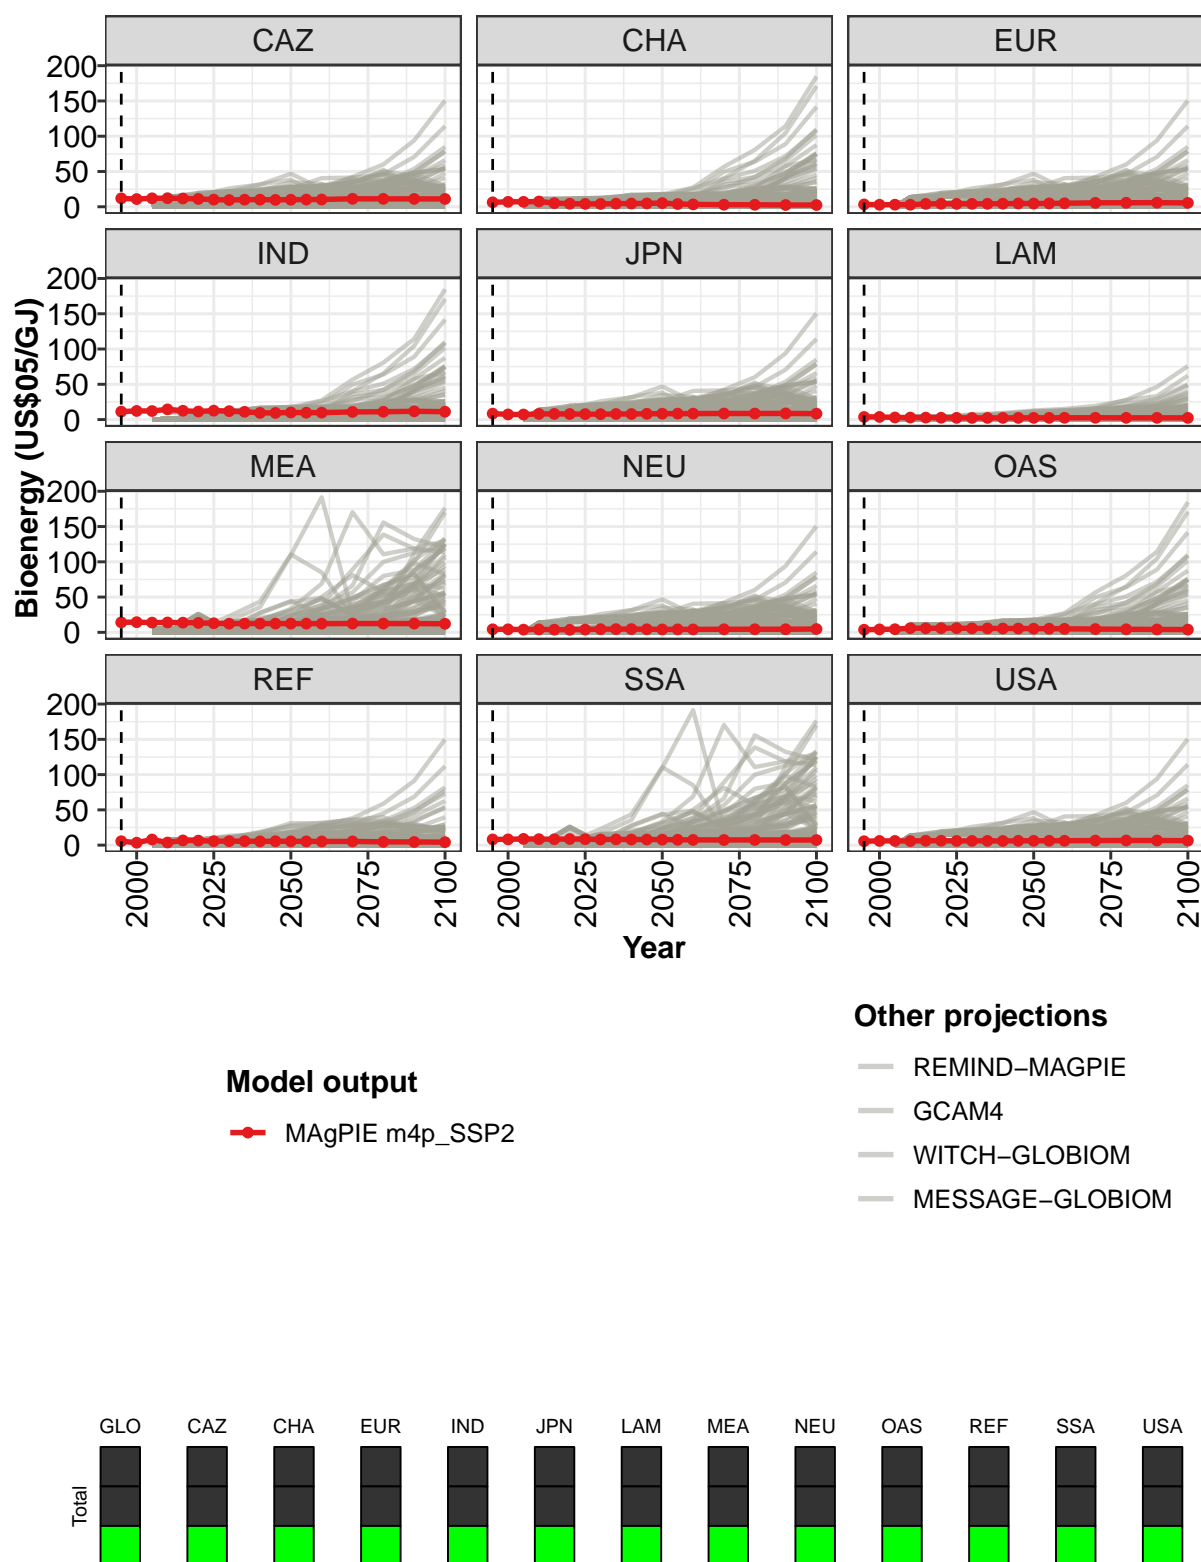 CAZ CHA EUR
200
150
100
50
0
IND JPN LAM
200
150
100
50
0
MEA NEU OAS
200
150
100
50
0
REF SSA USA
200
150
100
50
0
Bioenergy (US$05/GJ)
2000 2025 2050 2075 2100 2000 2025 2050 2075 2100 2000 2025 2050 2075 2100
Year
Model output
MAgPIE m4p_SSP2
Other projections
REMIND−MAGPIE
GCAM4
WITCH−GLOBIOM
MESSAGE−GLOBIOM
GLO CAZ CHA EUR IND JPN LAM MEA NEU OAS REF SSA USA
Total